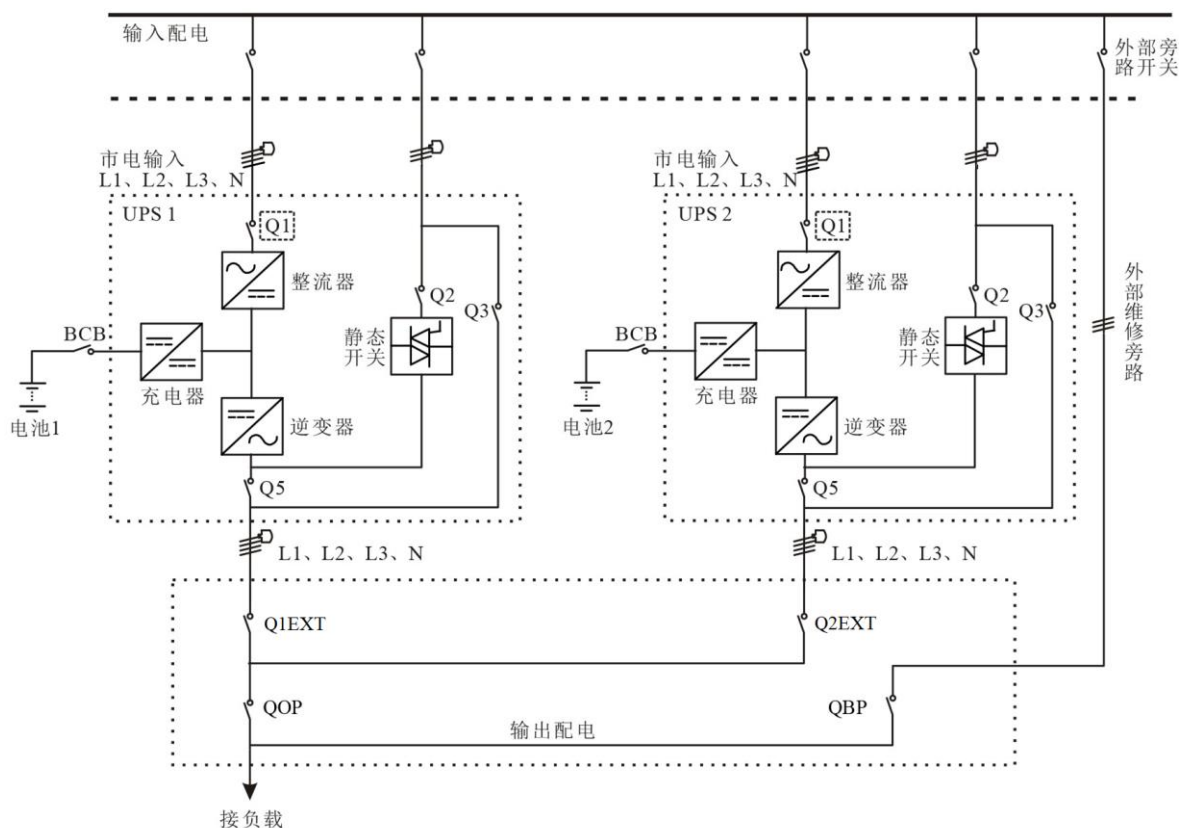 输入配电
外部旁
路开关
市电输入
L1、L2、L3、N
市电输入
L1、L2、L3、N
UPS 1
UPS 2
Q1
Q1
整流器
整流器
Q2
Q3
Q2
Q3
外部维修旁路
BCB
静态
开关
BCB
静态
开关
充电器
充电器
电池1
逆变器
电池2
逆变器
Q5
Q5
L1、L2、L3、N
L1、L2、L3、N
Q1EXT
Q2EXT
QOP
QBP
输出配电
接负载